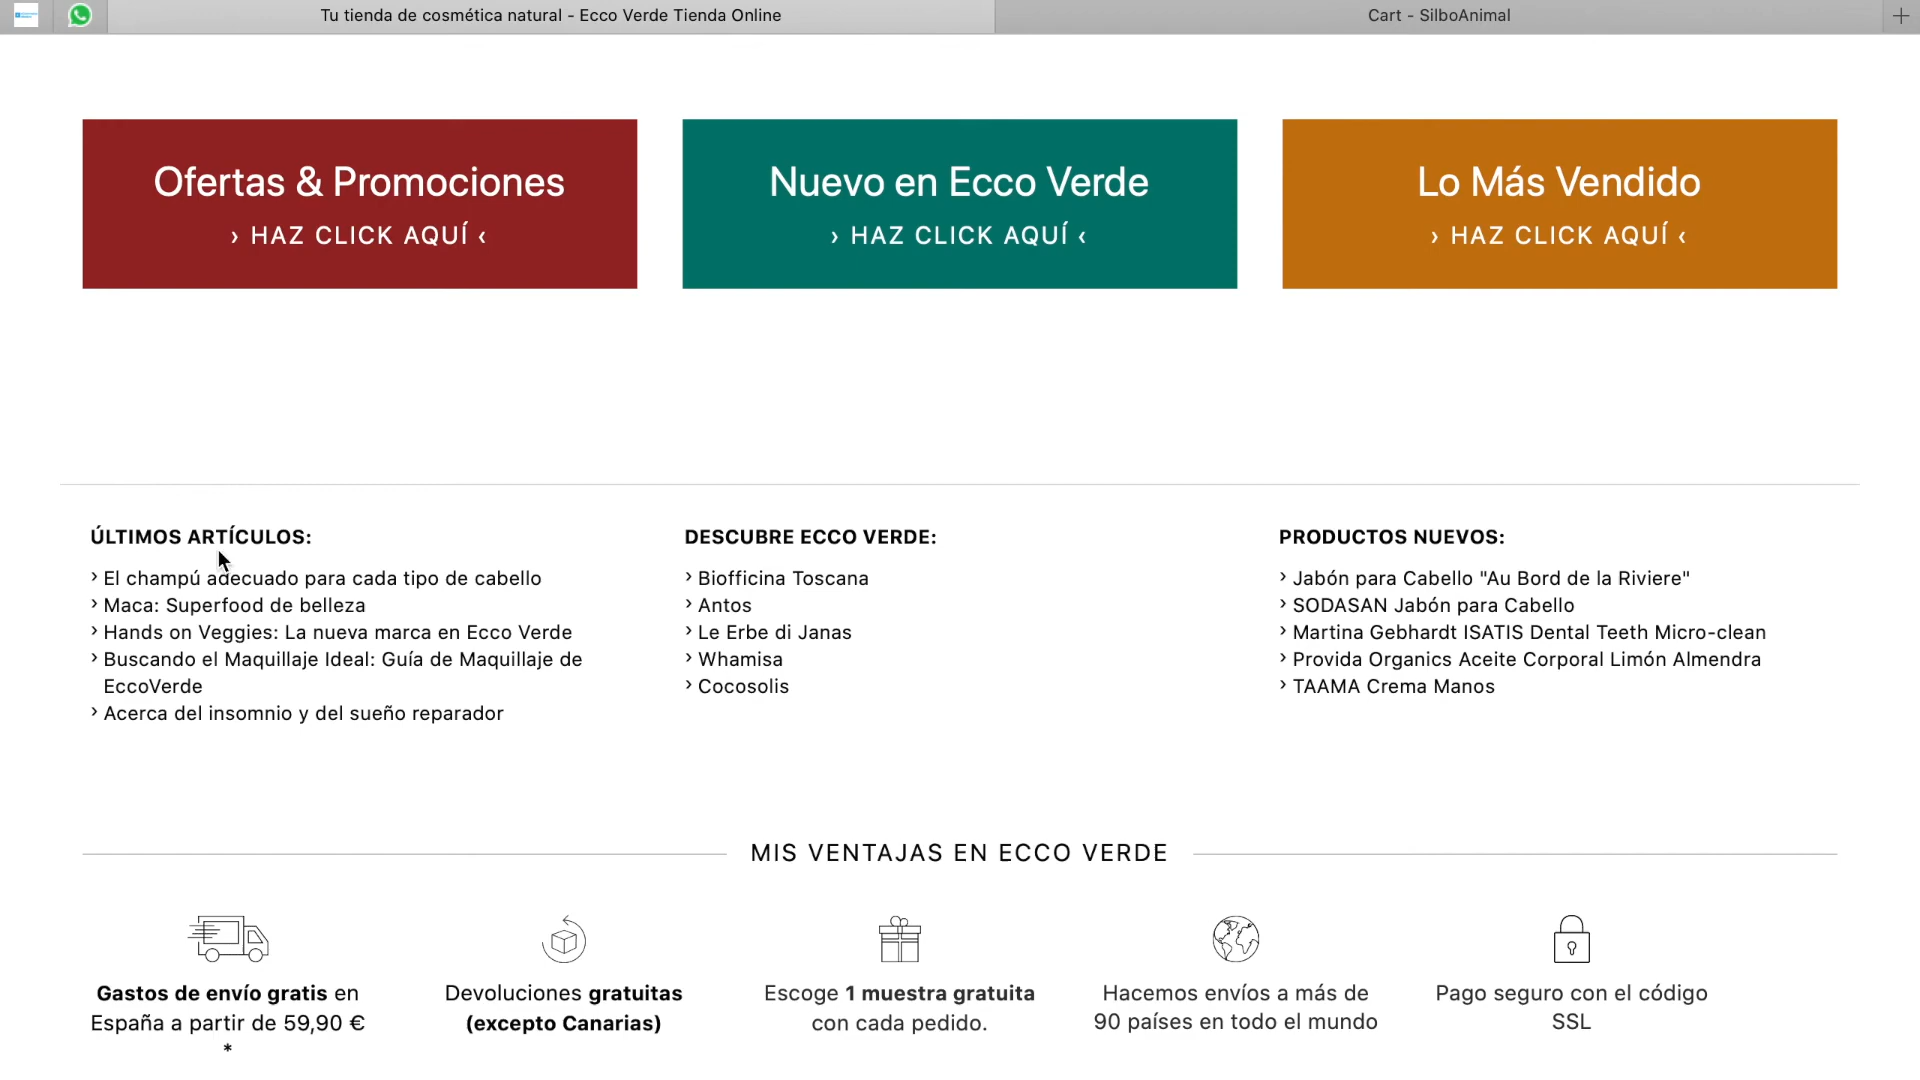 Tu tienda de cosmética natural - Ecco Verde Tienda Online
Cart - SilboAnimal
Ofertas & Promociones
› HAZ CLICK AQUÍ ‹
Nuevo en Ecco Verde
› HAZ CLICK AQUÍ ‹
Lo Más Vendido
› HAZ CLICK AQUÍ ‹
ÚLTIMOS ARTÍCULOS:
› El champú adecuado para cada tipo de cabello
› Maca: Superfood de belleza
› Hands on Veggies: La nueva marca en Ecco Verde
› Buscando el Maquillaje Ideal: Guía de Maquillaje de
EccoVerde
› Acerca del insomnio y del sueño reparador
DESCUBRE ECCO VERDE:
› Biofficina Toscana
› Antos
› Le Erbe di Janas
› Whamisa
› Cocosolis
PRODUCTOS NUEVOS:
› Jabón para Cabello "Au Bord de la Riviere"
› SODASAN Jabón para Cabello
› Martina Gebhardt ISATIS Dental Teeth Micro-clean
› Provida Organics Aceite Corporal Limón Almendra
› TAAMA Crema Manos
MIS VENTAJAS EN ECCO VERDE
Gastos de envío gratis en
España a partir de 59,90 €
*
Devoluciones gratuitas
(excepto Canarias)
Escoge 1 muestra gratuita
con cada pedido.
Hacemos envíos a más de
90 países en todo el mundo
Pago seguro con el código
SSL